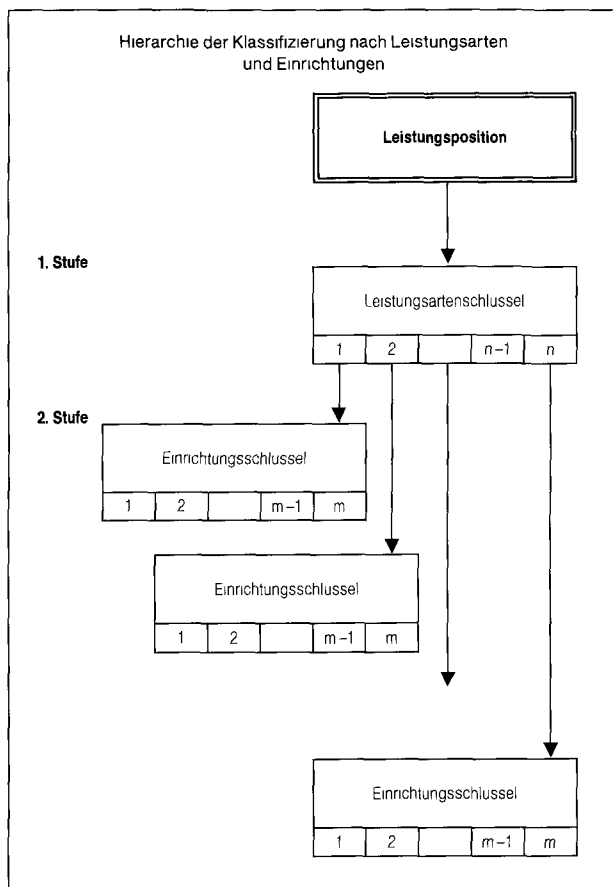 Hierarchie der Klassifizierung nach Leistungsarten
und Einrichtungen
Leistungsposition
1. Stufe
Leistungsartenschlussel
1 2 n–1 n
2. Stufe
Einrichtungsschlussel
1 2 m–1 m
Einrichtungsschlussel
1 2 m–1 m
Einrichtungsschlussel
1 2 m–1 m